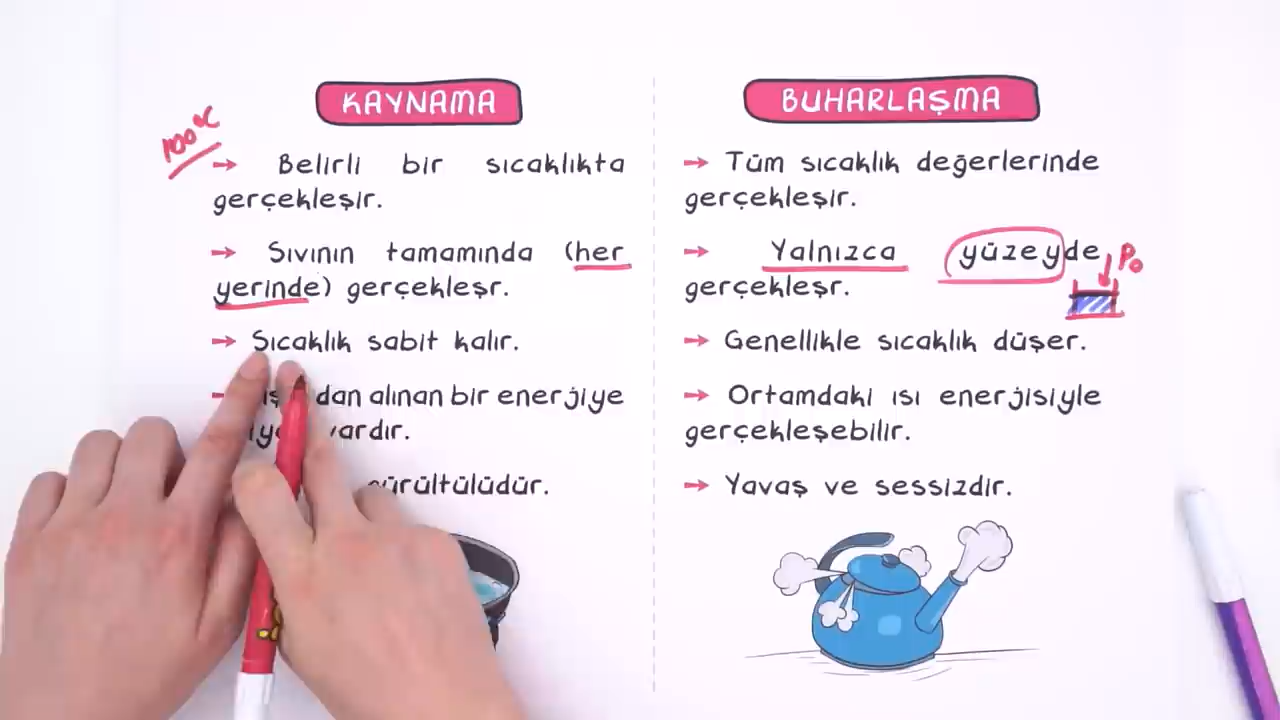 KAYNAMA
100°C
→ Belirli bir sıcaklıkta
gerçekleşir.
→ Sıvının tamamında (her
yerinde) gerçekleşr.
→ Sıcaklık sabit kalır.
dan alınan bir enerjiye
vardır.
gürültülüdür.
BUHARLAŞMA
→ Tüm sıcaklık değerlerinde
gerçekleşir.
→ Yalnızca yüzeyde
P₀
gerçekleşr.
→ Genellikle sıcaklık düşer.
→ Ortamdaki ısı enerjisiyle
gerçekleşebilir.
→ Yavaş ve sessizdir.